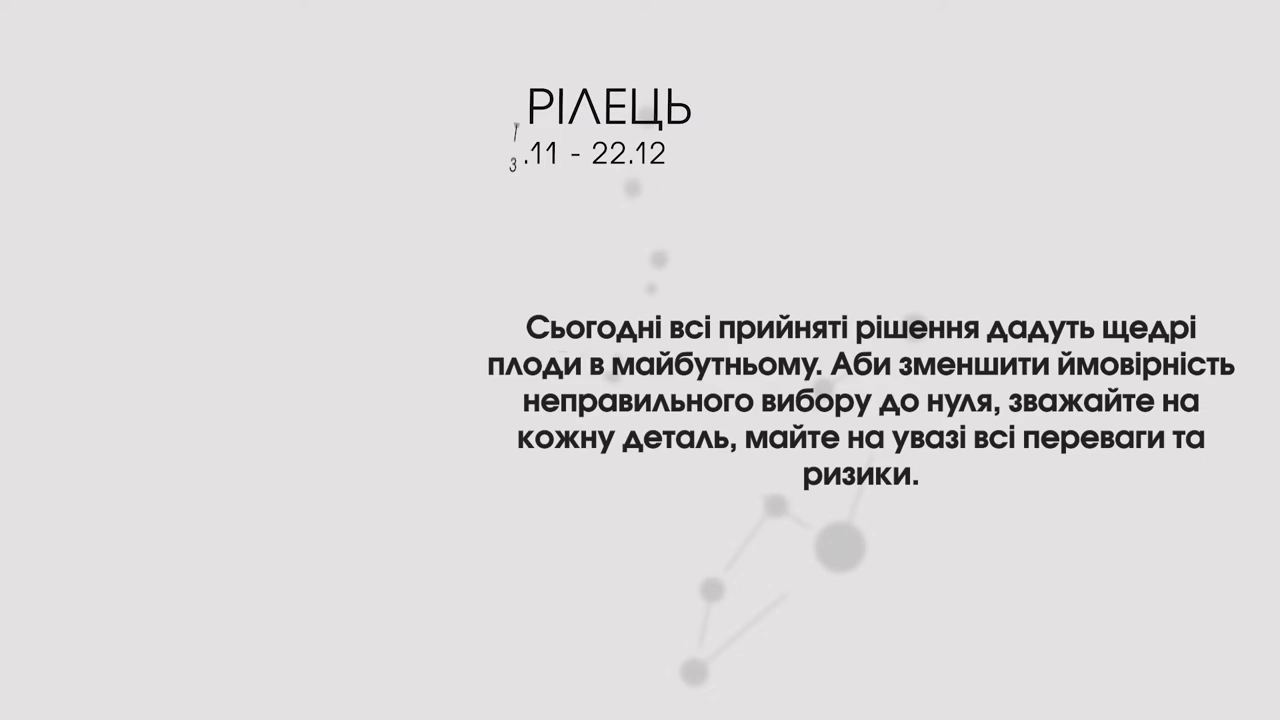 РІЛЕЦЬ
.11 - 22.12
Сьогодні всі прийняті рішення дадуть щедрі
плоди в майбутньому. Аби зменшити ймовірність
неправильного вибору до нуля, зважайте на
кожну деталь, майте на увазі всі переваги та
ризики.